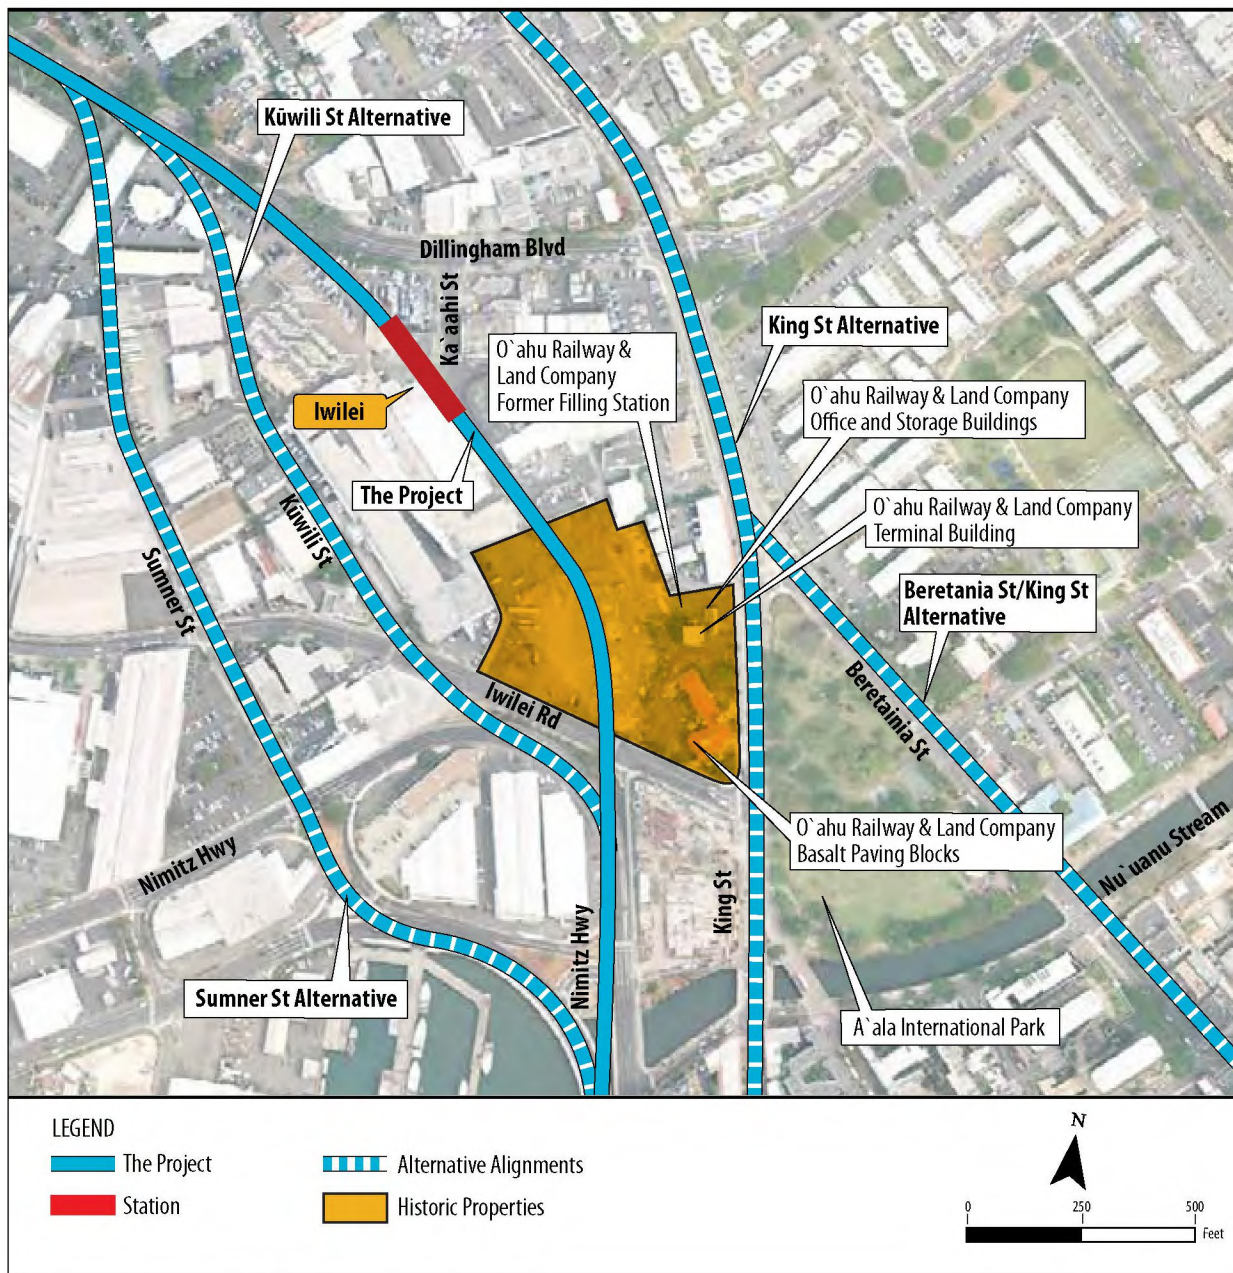 Kūwili St Alternative
Dillingham Blvd
Ka`aahi St
King St Alternative
O`ahu Railway &
Land Company
Former Filling Station
O`ahu Railway & Land Company
Office and Storage Buildings
Iwilei
The Project
O`ahu Railway & Land Company
Terminal Building
Kūwili St
Sumner St
Beretania St/King St
Alternative
Iwilei Rd
Beretainia St
O`ahu Railway & Land Company
Basalt Paving Blocks
Nu`uanu Stream
Nimitz Hwy
King St
Nimitz Hwy
Sumner St Alternative
A`ala International Park
LEGEND
The Project
Alternative Alignments
Station
Historic Properties
N
0 250 500
Feet